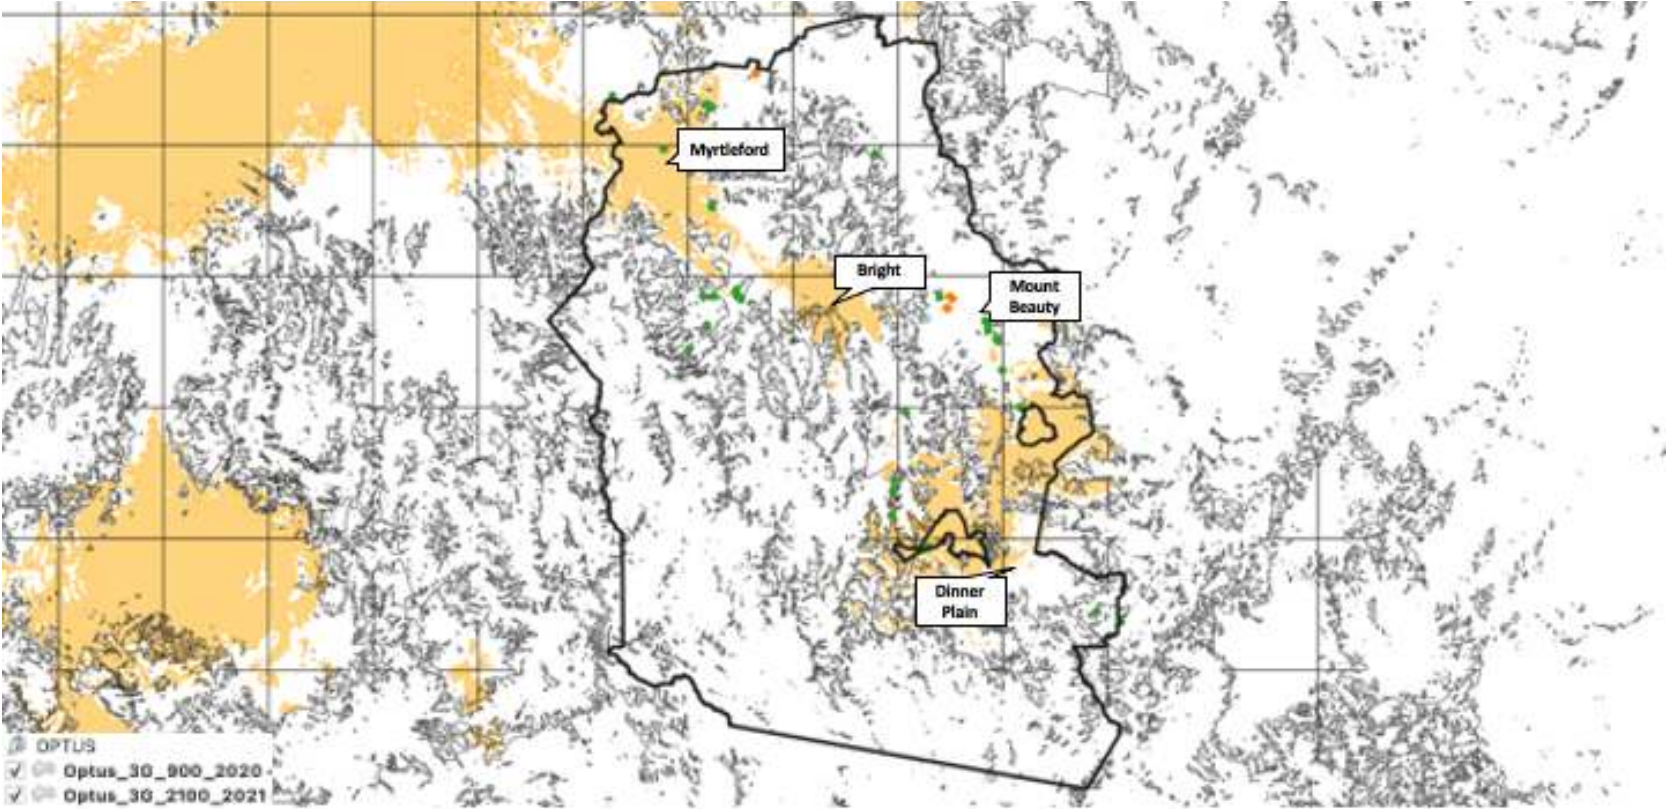 Myrtleford
Bright
Mount
Beauty
Dinner
Plain
OPTUS
Optus_3G_900_2020
Optus_3G_2100_2021